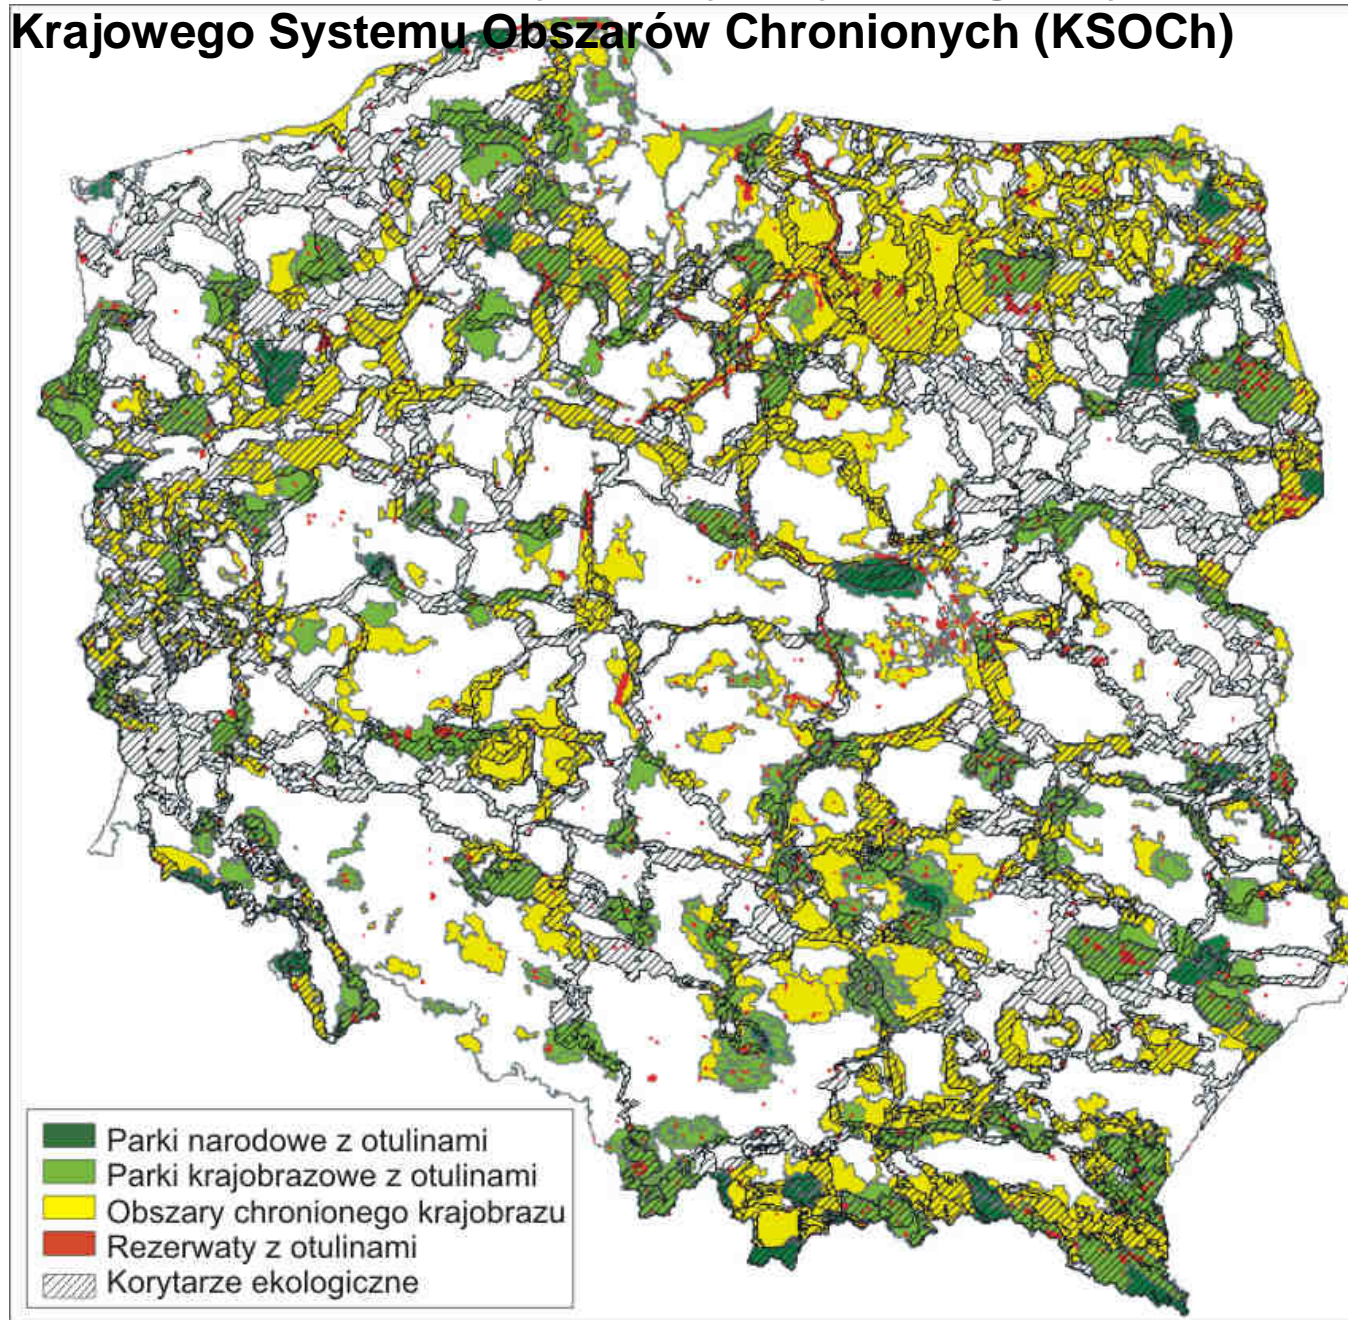 Krajowego Systemu Obszarów Chronionych (KSOCh)
Parki narodowe z otulinami
Parki krajobrazowe z otulinami
Obszary chronionego krajobrazu
Rezerwaty z otulinami
Korytarze ekologiczne